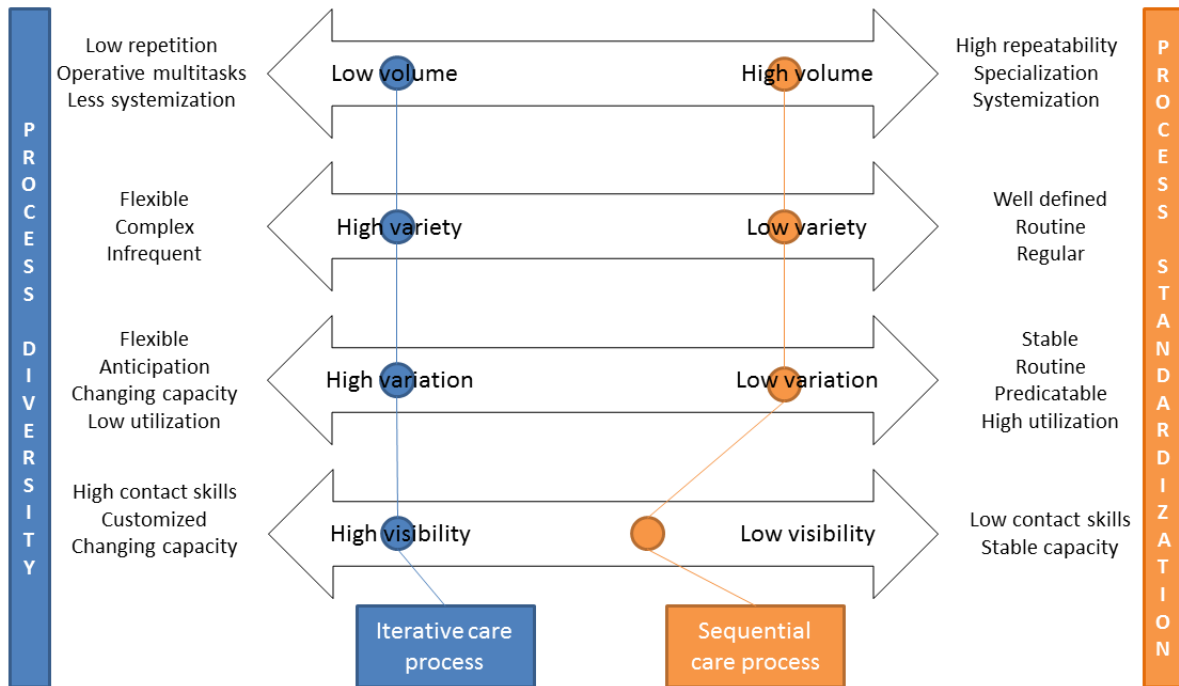 PROCESS DIVERSITY
Low repetition
Operative multitasks
Less systemization
Low volume
High volume
High repeatability
Specialization
Systemization
Flexible
Complex
Infrequent
High variety
Low variety
Well defined
Routine
Regular
Flexible
Anticipation
Changing capacity
Low utilization
High variation
Low variation
Stable
Routine
Predicatable
High utilization
High contact skills
Customized
Changing capacity
High visibility
Low visibility
Low contact skills
Stable capacity
Iterative care
process
Sequential
care process
PROCESS STANDARDIZATION